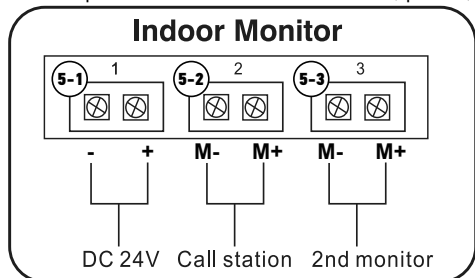 Indoor Monitor
5-1 1 5-2 2 5-3 3
- + M- M+ M- M+
DC 24V Call station 2nd monitor